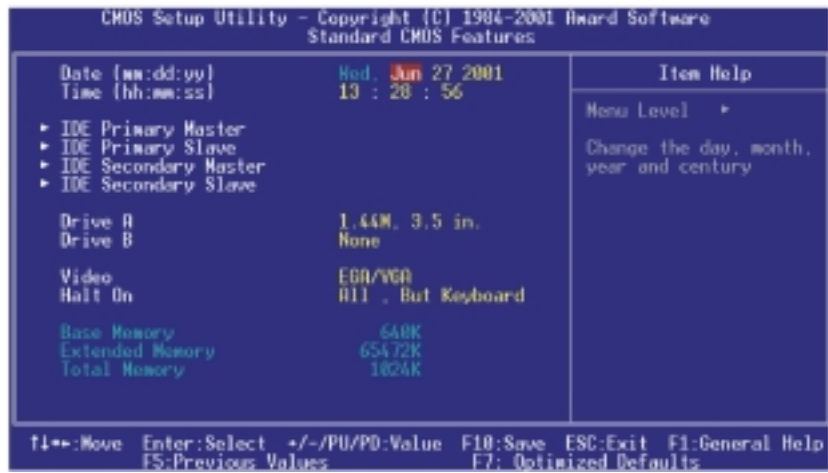 CMOS Setup Utility - Copyright (C) 1984-2001 Award Software
Standard CMOS Features
Date (mm:dd:yy) Wed, Jun 27 2001
Time (hh:mm:ss) 13 : 28 : 56
► IDE Primary Master
► IDE Primary Slave
► IDE Secondary Master
► IDE Secondary Slave
Drive A 1.44M, 3.5 in.
Drive B None
Video EGA/VGA
Halt On All , But Keyboard
Base Memory 640K
Extended Memory 65472K
Total Memory 1024K
Item Help
Menu Level ►
Change the day, month,
year and century
↑↓→←:Move Enter:Select +/-/PU/PD:Value F10:Save ESC:Exit F1:General Help
F5:Previous Values F7: Optimized Defaults